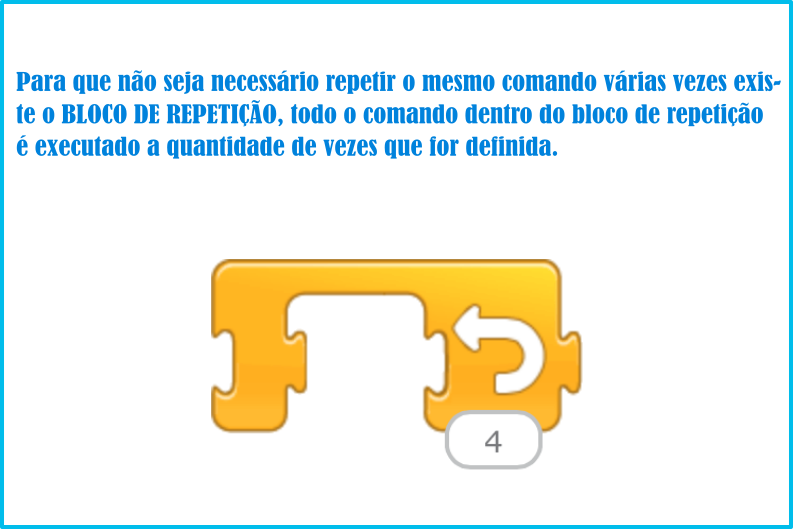 Para que não seja necessário repetir o mesmo comando várias vezes exis-
te o BLOCO DE REPETIÇÃO, todo o comando dentro do bloco de repetição
é executado a quantidade de vezes que for definida.
4